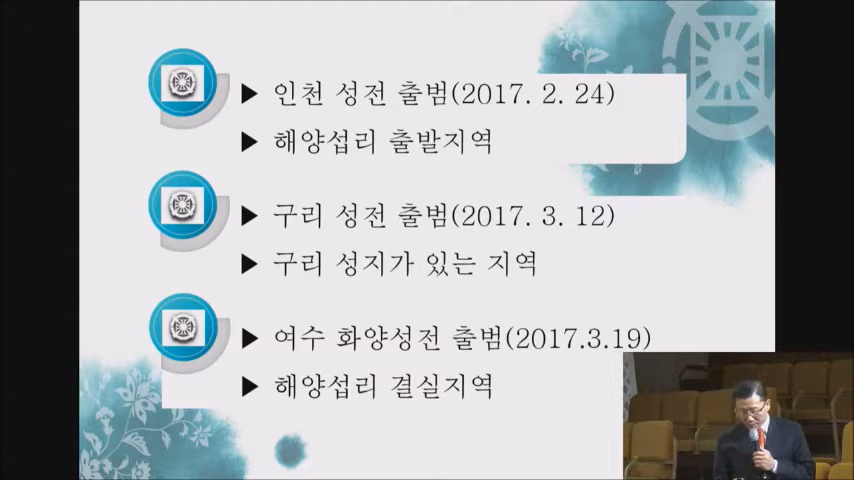 ▶ 인천 성전 출범(2017. 2. 24)
▶ 해양섭리 출발지역
▶ 구리 성전 출범(2017. 3. 12)
▶ 구리 성지가 있는 지역
▶ 여수 화양성전 출범(2017.3.19)
▶ 해양섭리 결실지역